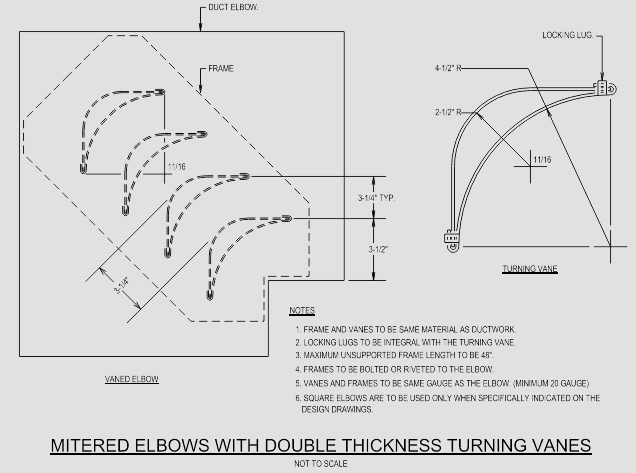 DUCT ELBOW.
FRAME
LOCKING LUG.
4-1/2" R
2-1/2" R
11/16
11/16
3-1/4" TYP.
3-1/2"
3-1/4"
TURNING VANE
VANED ELBOW
NOTES
1. FRAME AND VANES TO BE SAME MATERIAL AS DUCTWORK.
2. LOCKING LUGS TO BE INTEGRAL WITH THE TURNING VANE.
3. MAXIMUM UNSUPPORTED FRAME LENGTH TO BE 48".
4. FRAMES TO BE BOLTED OR RIVETED TO THE ELBOW.
5. VANES AND FRAMES TO BE SAME GAUGE AS THE ELBOW. (MINIMUM 20 GAUGE)
6. SQUARE ELBOWS ARE TO BE USED ONLY WHEN SPECIFICALLY INDICATED ON THE
DESIGN DRAWINGS.
MITERED ELBOWS WITH DOUBLE THICKNESS TURNING VANES
NOT TO SCALE